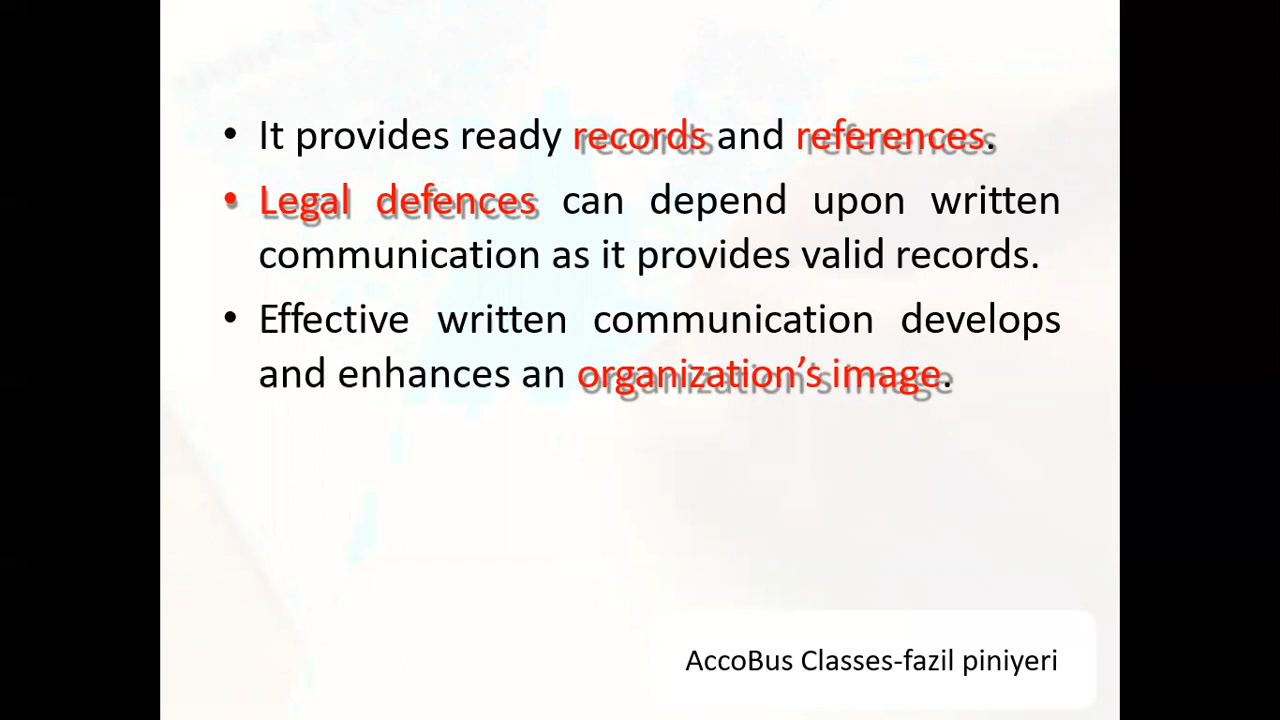 • It provides ready records and references.
• Legal defences can depend upon written
communication as it provides valid records.
• Effective written communication develops
and enhances an organization’s image.
AccoBus Classes-fazil piniyeri